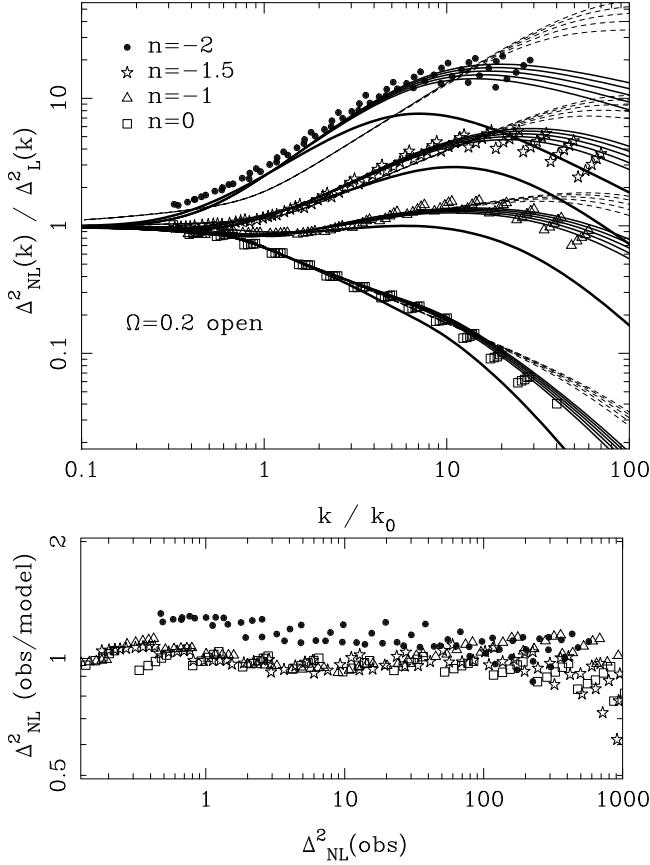 n=−2
n=−1.5
n=−1
n=0
Ω=0.2 open
Δ²NL(k) / Δ²L(k)
10
1
0.1
0.1 1 10 100
k / k₀
Δ²NL (obs/model)
2
1
0.5
1 10 100 1000
Δ²NL(obs)